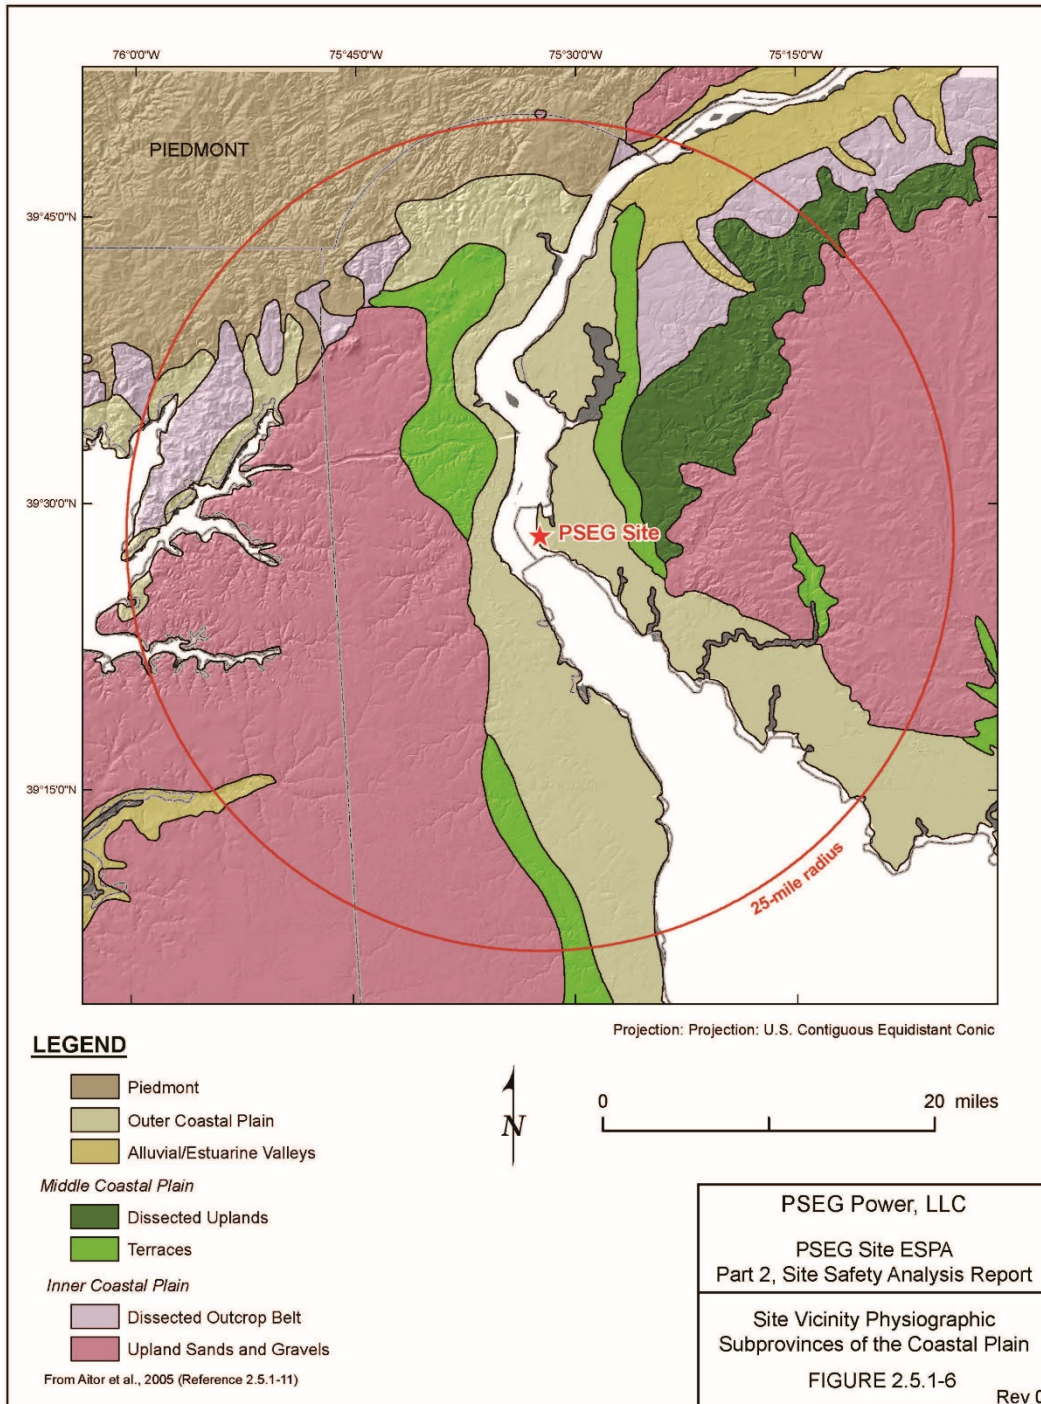 76°0'0"W 75°45'0"W 75°30'0"W 75°15'0"W
PIEDMONT
39°45'0"N
39°30'0"N
PSEG Site
39°15'0"N
25-mile radius
Projection: Projection: U.S. Contiguous Equidistant Conic
LEGEND
Piedmont
Outer Coastal Plain
Alluvial/Estuarine Valleys
Middle Coastal Plain
Dissected Uplands
Terraces
Inner Coastal Plain
Dissected Outcrop Belt
Upland Sands and Gravels
From Aitor et al., 2005 (Reference 2.5.1-11)
N
0 20 miles
PSEG Power, LLC
PSEG Site ESPA
Part 2, Site Safety Analysis Report
Site Vicinity Physiographic
Subprovinces of the Coastal Plain
FIGURE 2.5.1-6
Rev 0